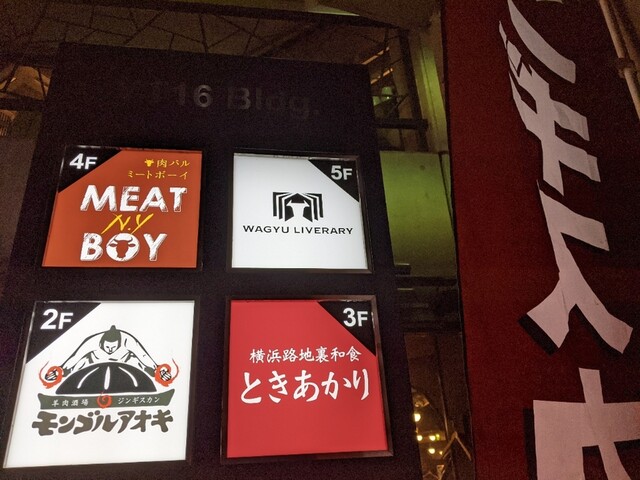 T16 Bldg.
4F
肉バル
ミートボーイ
MEAT
N.Y
BOY
5F
WAGYU LIVERARY
2F
羊肉酒場 ジンギスカン
モンゴルアオキ
3F
横浜路地裏和食
ときあかり